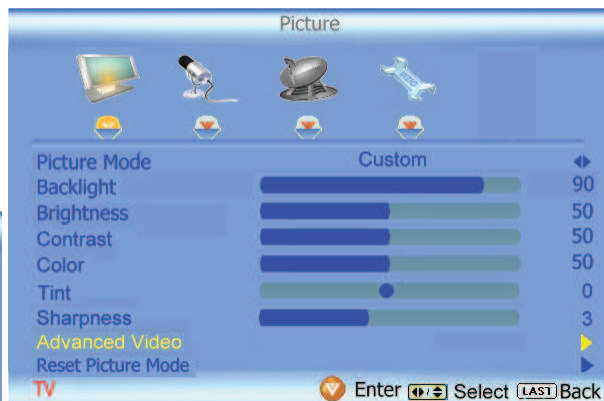 Picture
Picture Mode Custom
Backlight 90
Brightness 50
Contrast 50
Color 50
Tint 0
Sharpness 3
Advanced Video
Reset Picture Mode
TV Enter Select LAST Back